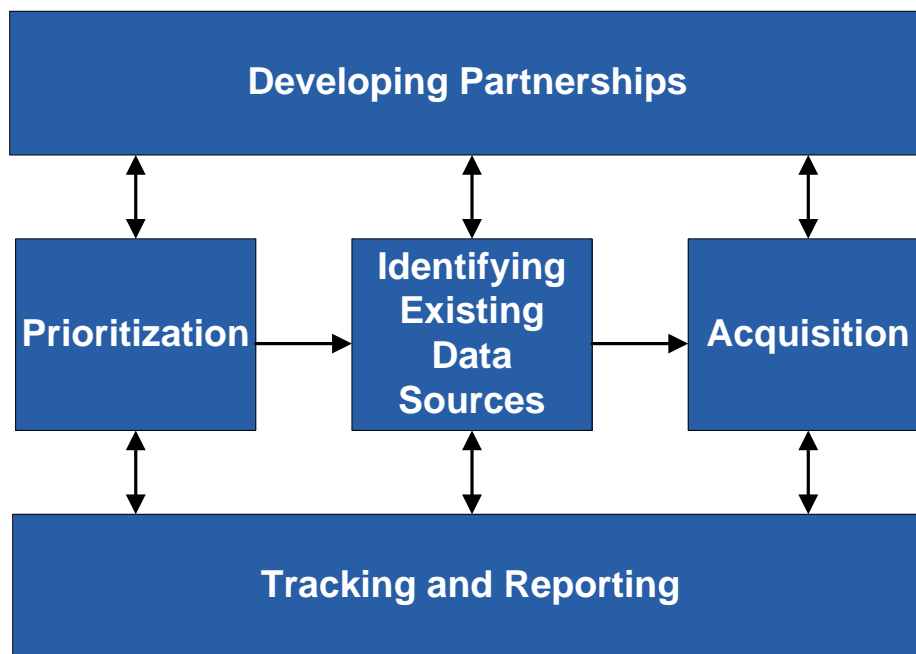 Developing Partnerships
Prioritization
Identifying
Existing
Data
Sources
Acquisition
Tracking and Reporting